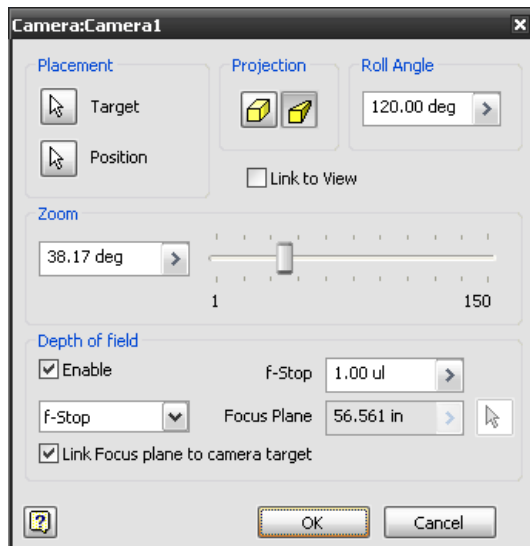 Camera:Camera1
Placement
Target
Position
Projection
Roll Angle
120.00 deg
Link to View
Zoom
38.17 deg
1
150
Depth of field
Enable
f-Stop
1.00 ul
f-Stop
Focus Plane
56.561 in
Link Focus plane to camera target
OK
Cancel